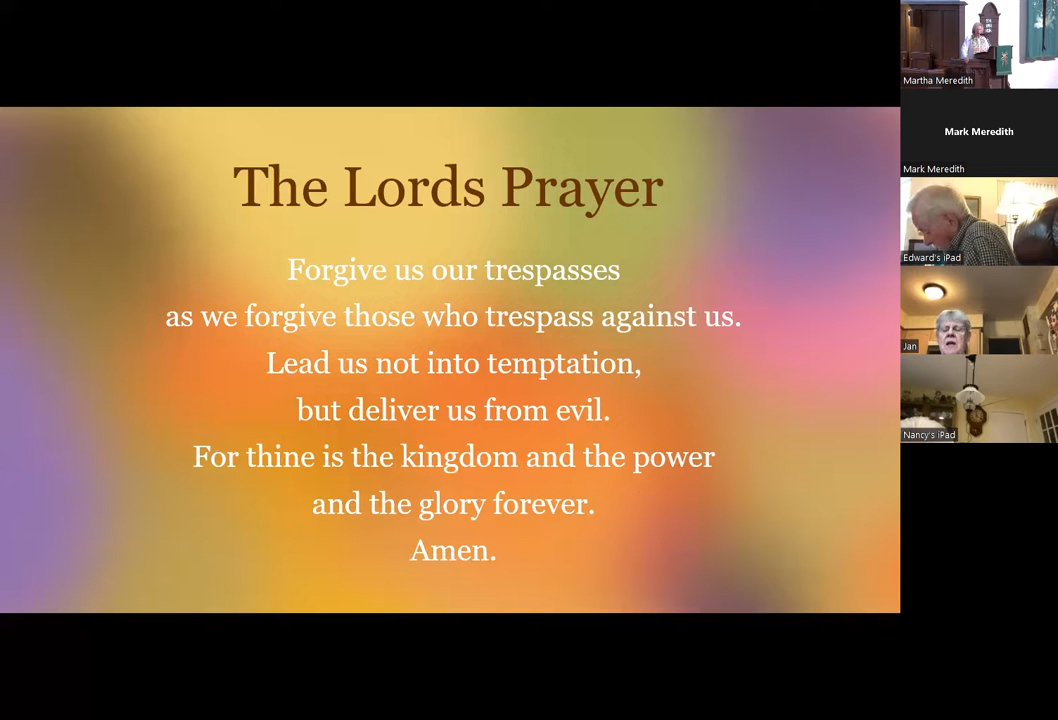 The Lords Prayer
Forgive us our trespasses
as we forgive those who trespass against us.
Lead us not into temptation,
but deliver us from evil.
For thine is the kingdom and the power
and the glory forever.
Amen.
Martha Meredith
Mark Meredith
Mark Meredith
Edward's iPad
Jan
Nancy's iPad